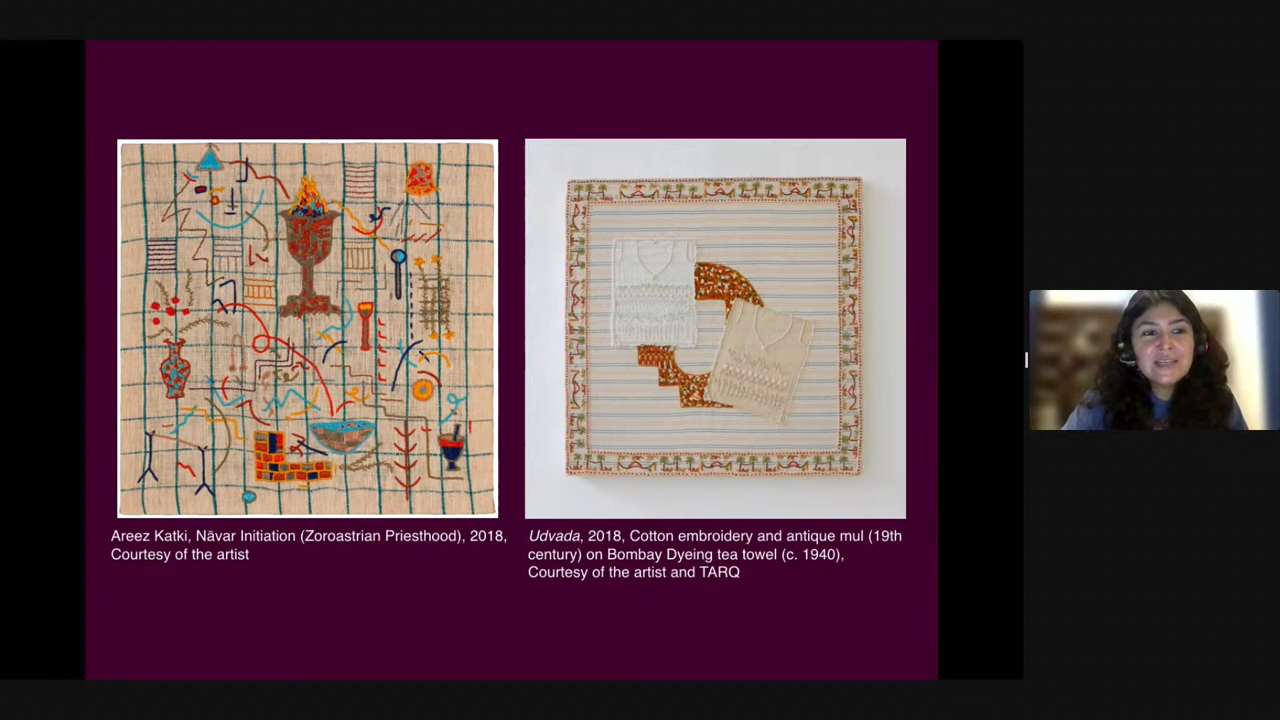 Areez Katki, Nāvar Initiation (Zoroastrian Priesthood), 2018,
Courtesy of the artist
Udvada, 2018, Cotton embroidery and antique mul (19th
century) on Bombay Dyeing tea towel (c. 1940),
Courtesy of the artist and TARQ